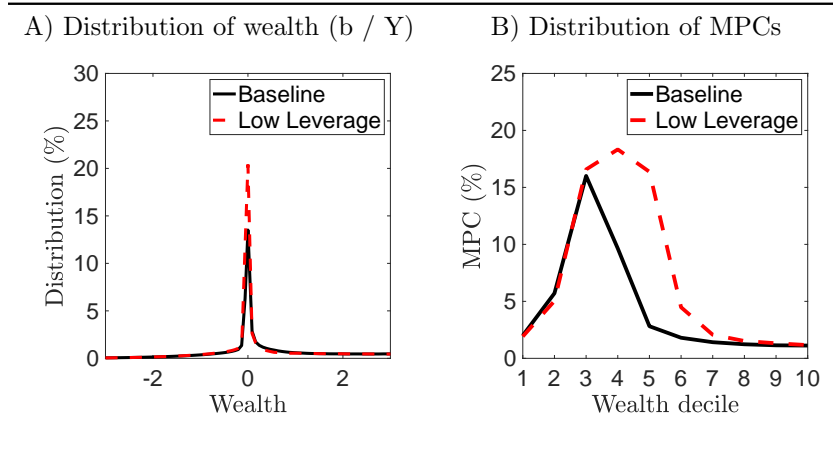 A) Distribution of wealth (b / Y)
30
25
20
15
10
5
0
Distribution (%)
Baseline
Low Leverage
-2 0 2
Wealth
B) Distribution of MPCs
25
20
15
10
5
0
MPC (%)
Baseline
Low Leverage
1 2 3 4 5 6 7 8 9 10
Wealth decile